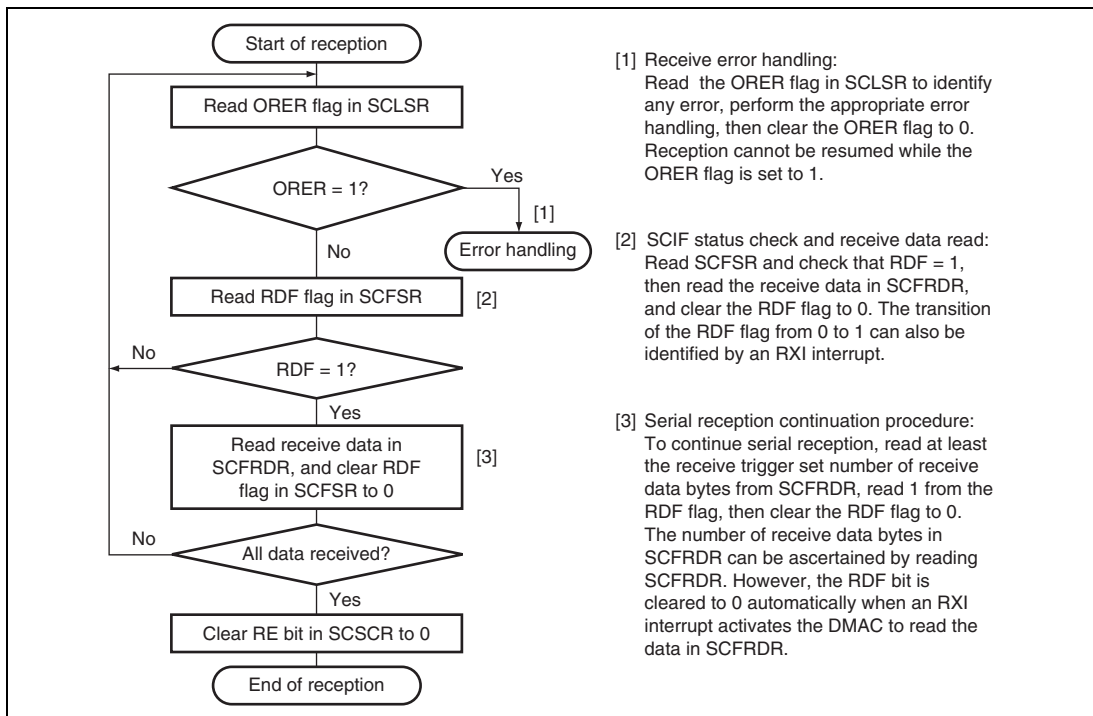 Start of reception
Read ORER flag in SCLSR
ORER = 1?
Yes
[1]
Error handling
No
Read RDF flag in SCFSR
[2]
No
RDF = 1?
Yes
Read receive data in
SCFRDR, and clear RDF
flag in SCFSR to 0
[3]
No
All data received?
Yes
Clear RE bit in SCSCR to 0
End of reception
[1] Receive error handling:
Read the ORER flag in SCLSR to identify
any error, perform the appropriate error
handling, then clear the ORER flag to 0.
Reception cannot be resumed while the
ORER flag is set to 1.
[2] SCIF status check and receive data read:
Read SCFSR and check that RDF = 1,
then read the receive data in SCFRDR,
and clear the RDF flag to 0. The transition
of the RDF flag from 0 to 1 can also be
identified by an RXI interrupt.
[3] Serial reception continuation procedure:
To continue serial reception, read at least
the receive trigger set number of receive
data bytes from SCFRDR, read 1 from the
RDF flag, then clear the RDF flag to 0.
The number of receive data bytes in
SCFRDR can be ascertained by reading
SCFRDR. However, the RDF bit is
cleared to 0 automatically when an RXI
interrupt activates the DMAC to read the
data in SCFRDR.